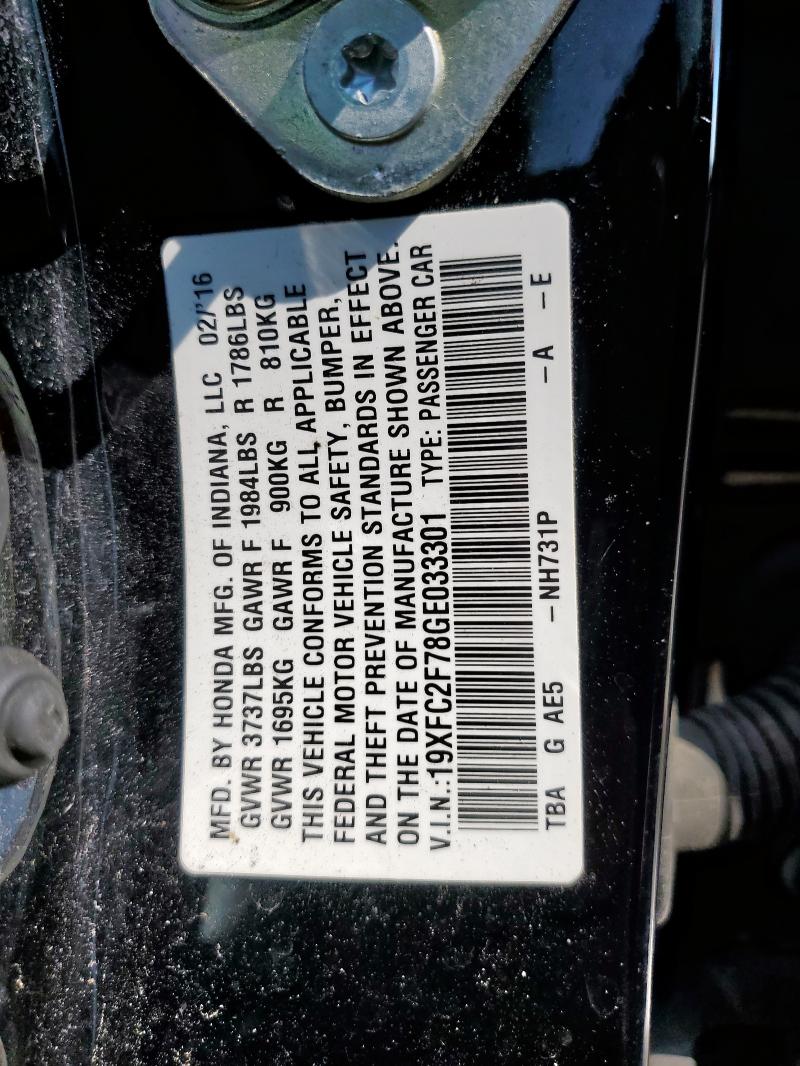 MFD. BY HONDA MFG. OF INDIANA, LLC 02/'16
GVWR 3737LBS GAWR F 1984LBS R 1786LBS
GVWR 1695KG GAWR F 900KG R 810KG
THIS VEHICLE CONFORMS TO ALL APPLICABLE
FEDERAL MOTOR VEHICLE SAFETY, BUMPER,
AND THEFT PREVENTION STANDARDS IN EFFECT
ON THE DATE OF MANUFACTURE SHOWN ABOVE.
V.I.N.:19XFC2F78GE033301 TYPE: PASSENGER CAR
TBA G AE5 –NH731P –A –E